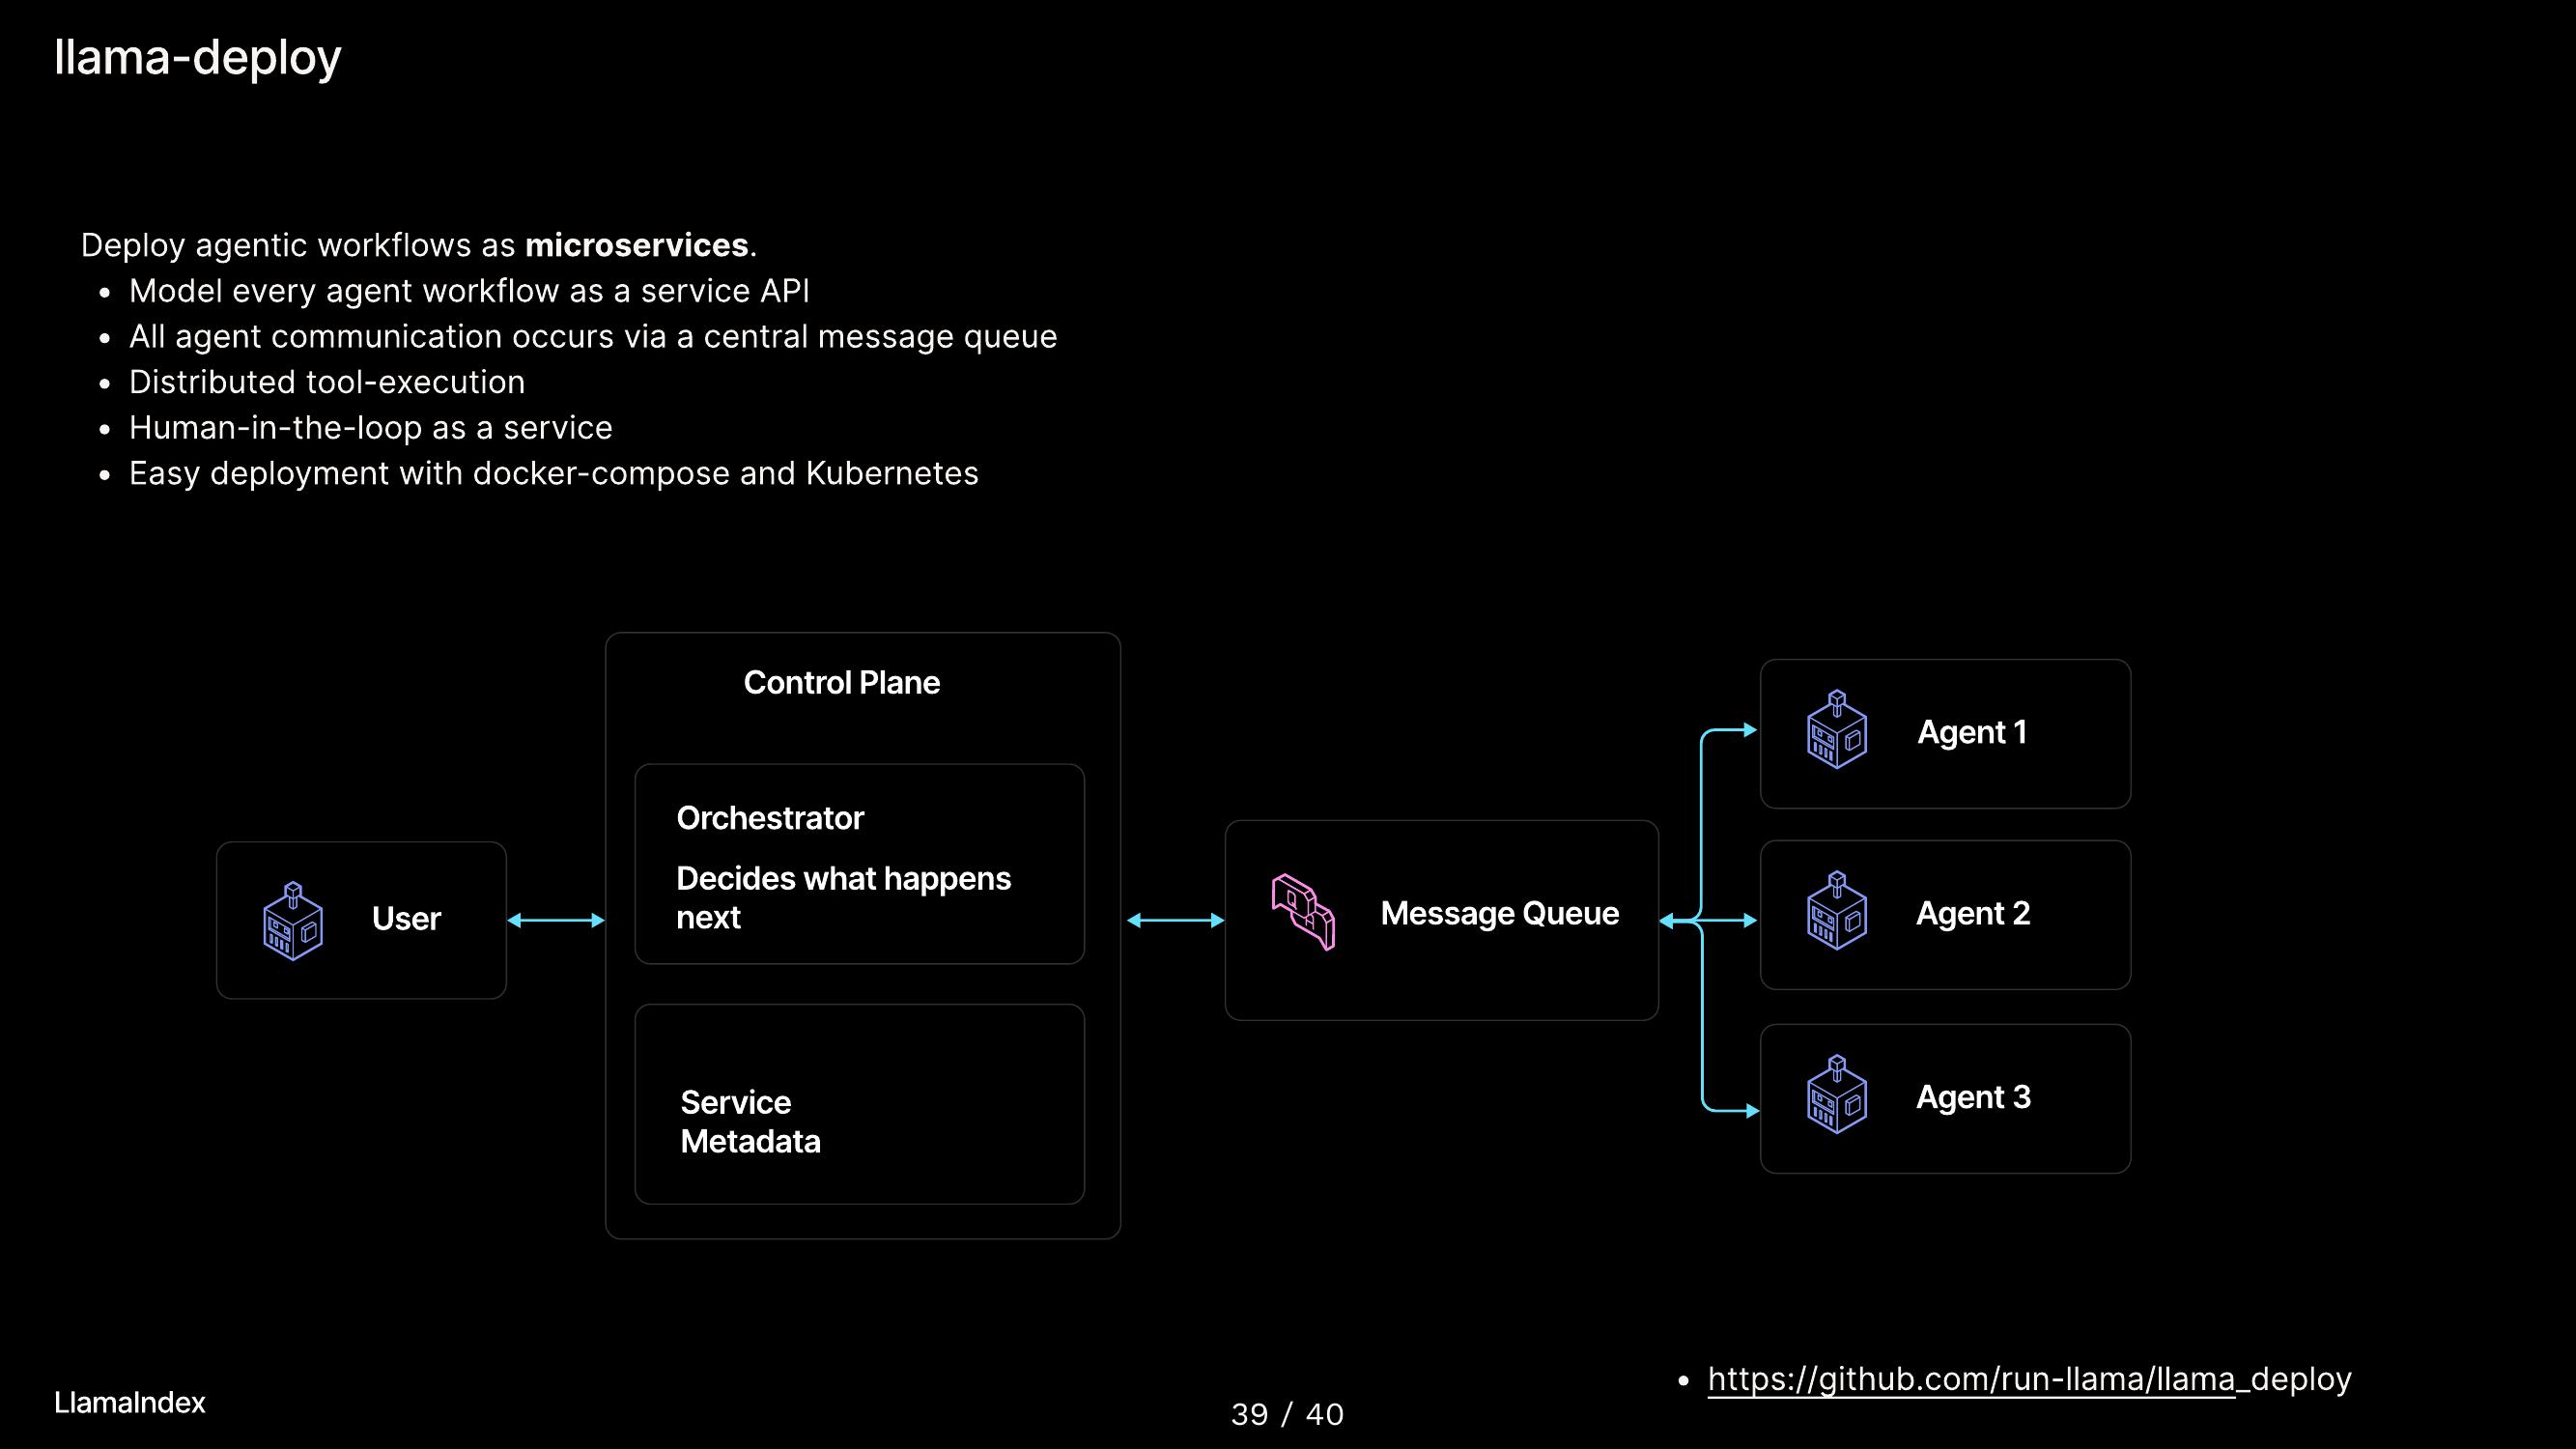 llama-deploy
Deploy agentic workflows as microservices.
• Model every agent workflow as a service API
• All agent communication occurs via a central message queue
• Distributed tool-execution
• Human-in-the-loop as a service
• Easy deployment with docker-compose and Kubernetes
User
Control Plane
Orchestrator
Decides what happens
next
Service
Metadata
Message Queue
Agent 1
Agent 2
Agent 3
• https://github.com/run-llama/llama_deploy
LlamaIndex
39 / 40